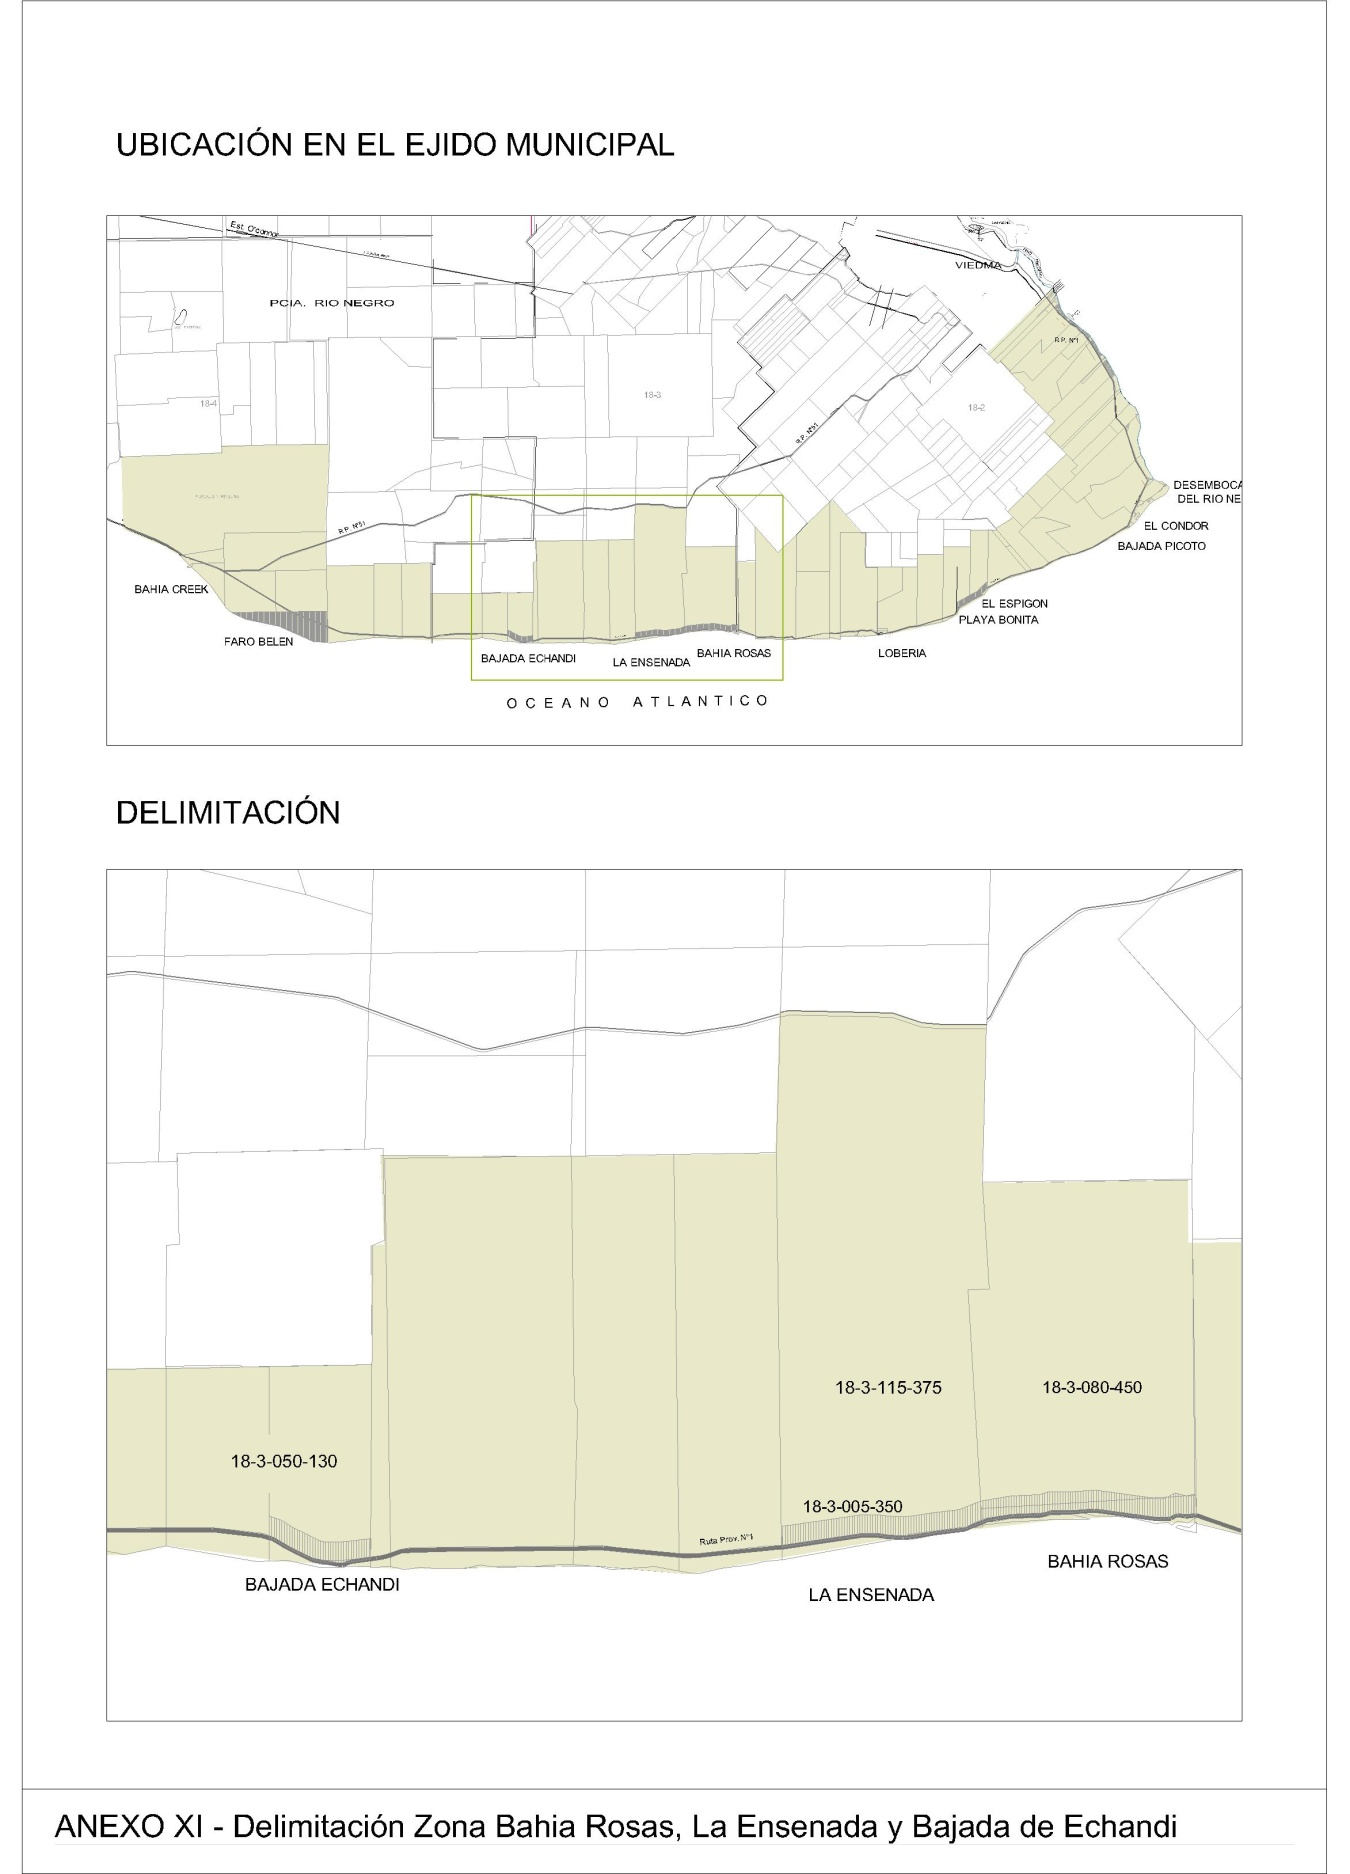 UBICACIÓN EN EL EJIDO MUNICIPAL
Est. O'connor
VIEDMA
PCIA. RIO NEGRO
R.P. Nº1
18-3
18-4
18-2
R.P. Nº51
DESEMBOCA
DEL RIO NE
R.P. Nº51
EL CONDOR
BAJADA PICOTO
BAHIA CREEK
EL ESPIGON
PLAYA BONITA
FARO BELEN
BAJADA ECHANDI
LA ENSENADA
BAHIA ROSAS
LOBERIA
OCEANO ATLANTICO
DELIMITACIÓN
18-3-115-375
18-3-080-450
18-3-050-130
18-3-005-350
Ruta Prov. Nº1
BAHIA ROSAS
BAJADA ECHANDI
LA ENSENADA
ANEXO XI - Delimitación Zona Bahia Rosas, La Ensenada y Bajada de Echandi